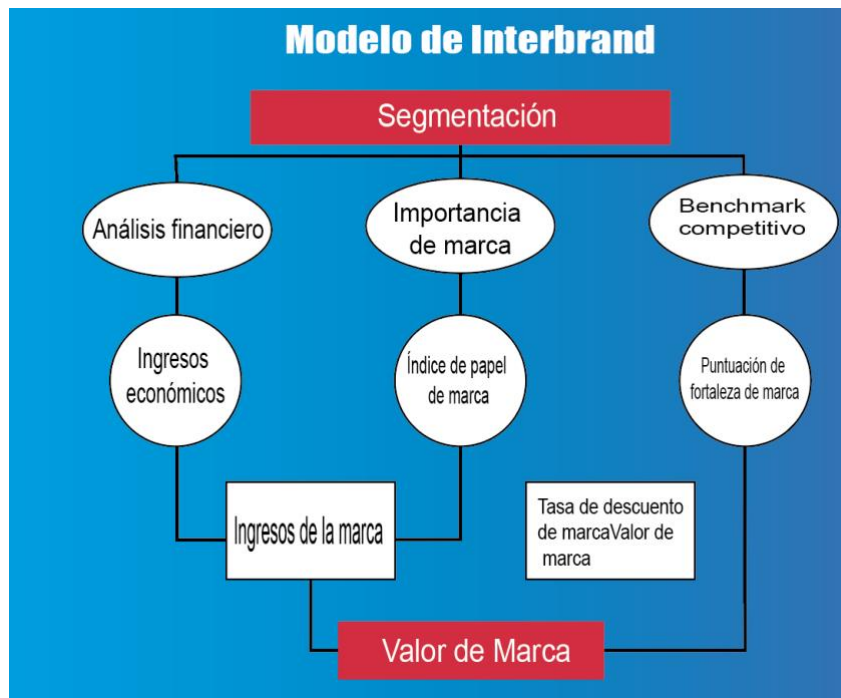 Modelo de Interbrand
Segmentación
Análisis financiero
Importancia
de marca
Benchmark
competitivo
Ingresos
económicos
Índice de papel
de marca
Puntuación de
fortaleza de marca
Ingresos de la marca
Tasa de descuento
de marcaValor de
marca
Valor de Marca